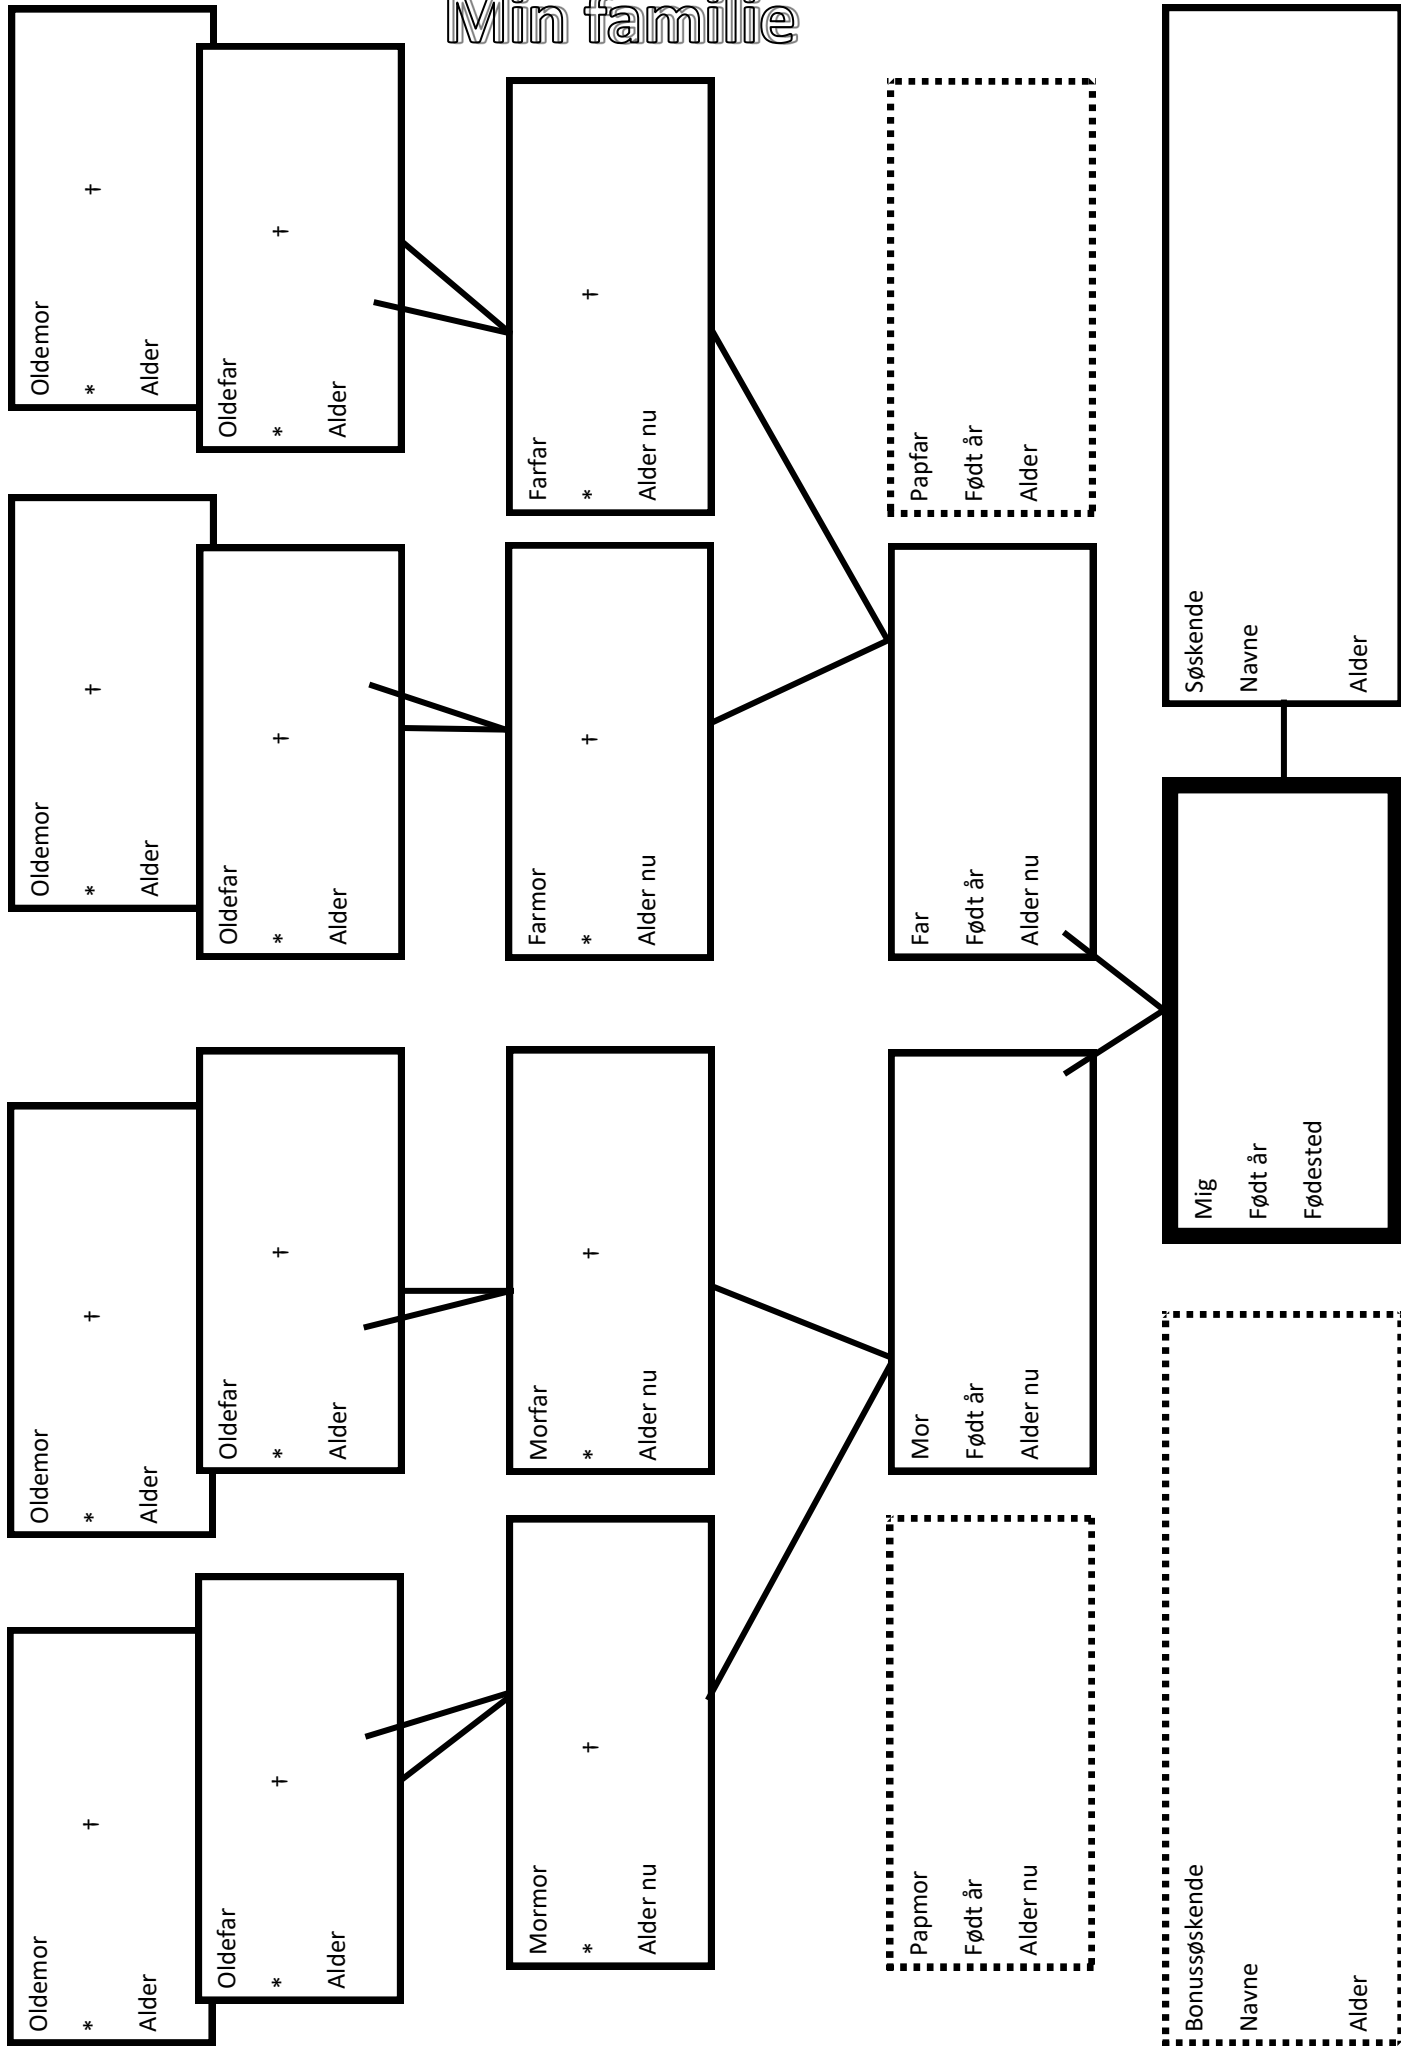 Min familie
Oldemor
* †
Alder
Oldefar
* †
Alder
Oldemor
* †
Alder
Oldefar
* †
Alder
Oldemor
* †
Alder
Oldefar
* †
Alder
Oldemor
* †
Alder
Oldefar
* †
Alder
Mormor
* †
Alder nu
Morfar
* †
Alder nu
Farmor
* †
Alder nu
Farfar
* †
Alder nu
Papmor
Født år
Alder nu
Mor
Født år
Alder nu
Far
Født år
Alder nu
Papfar
Født år
Alder
Bonussøskende
Navne
Alder
Mig
Født år
Fødested
Søskende
Navne
Alder